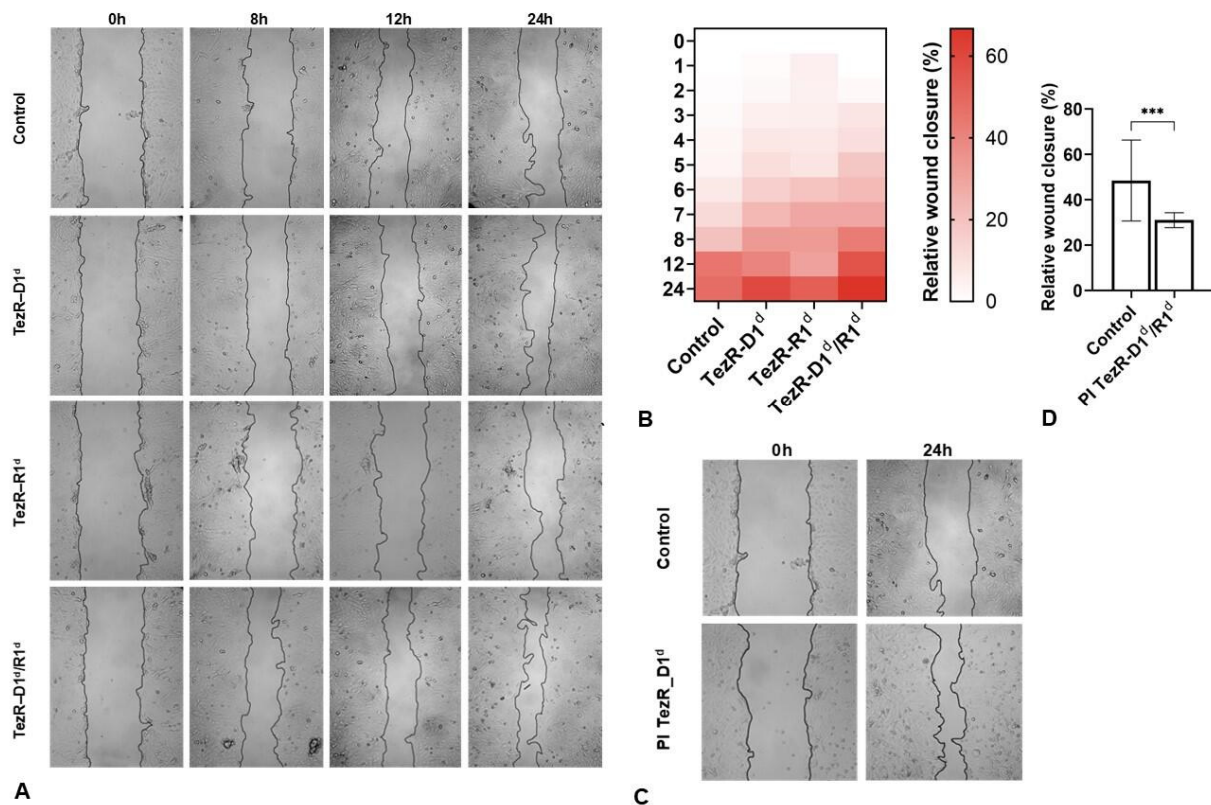 0h 8h 12h 24h
Control
TezR–D1ᵈ
TezR–R1ᵈ
TezR–D1ᵈ/R1ᵈ
A
0
1
2
3
4
5
6
7
8
12
24
Control
TezR-D1ᵈ
TezR-R1ᵈ
TezR-D1ᵈ/R1ᵈ
Relative wound closure (%)
60
40
20
0
B
Relative wound closure (%)
80
60
40
20
0
***
Control
PI TezR-D1ᵈ/R1ᵈ
D
0h 24h
Control
PI TezR_D1ᵈ
C